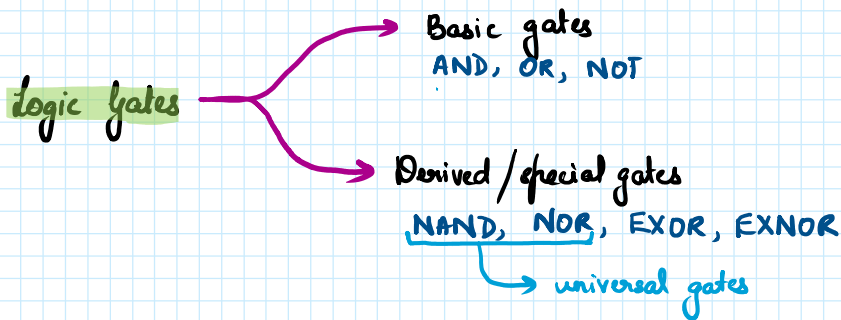 Basic gates
AND, OR, NOT
Logic Gates
Derived/special gates
NAND, NOR, EXOR, EXNOR
universal gates